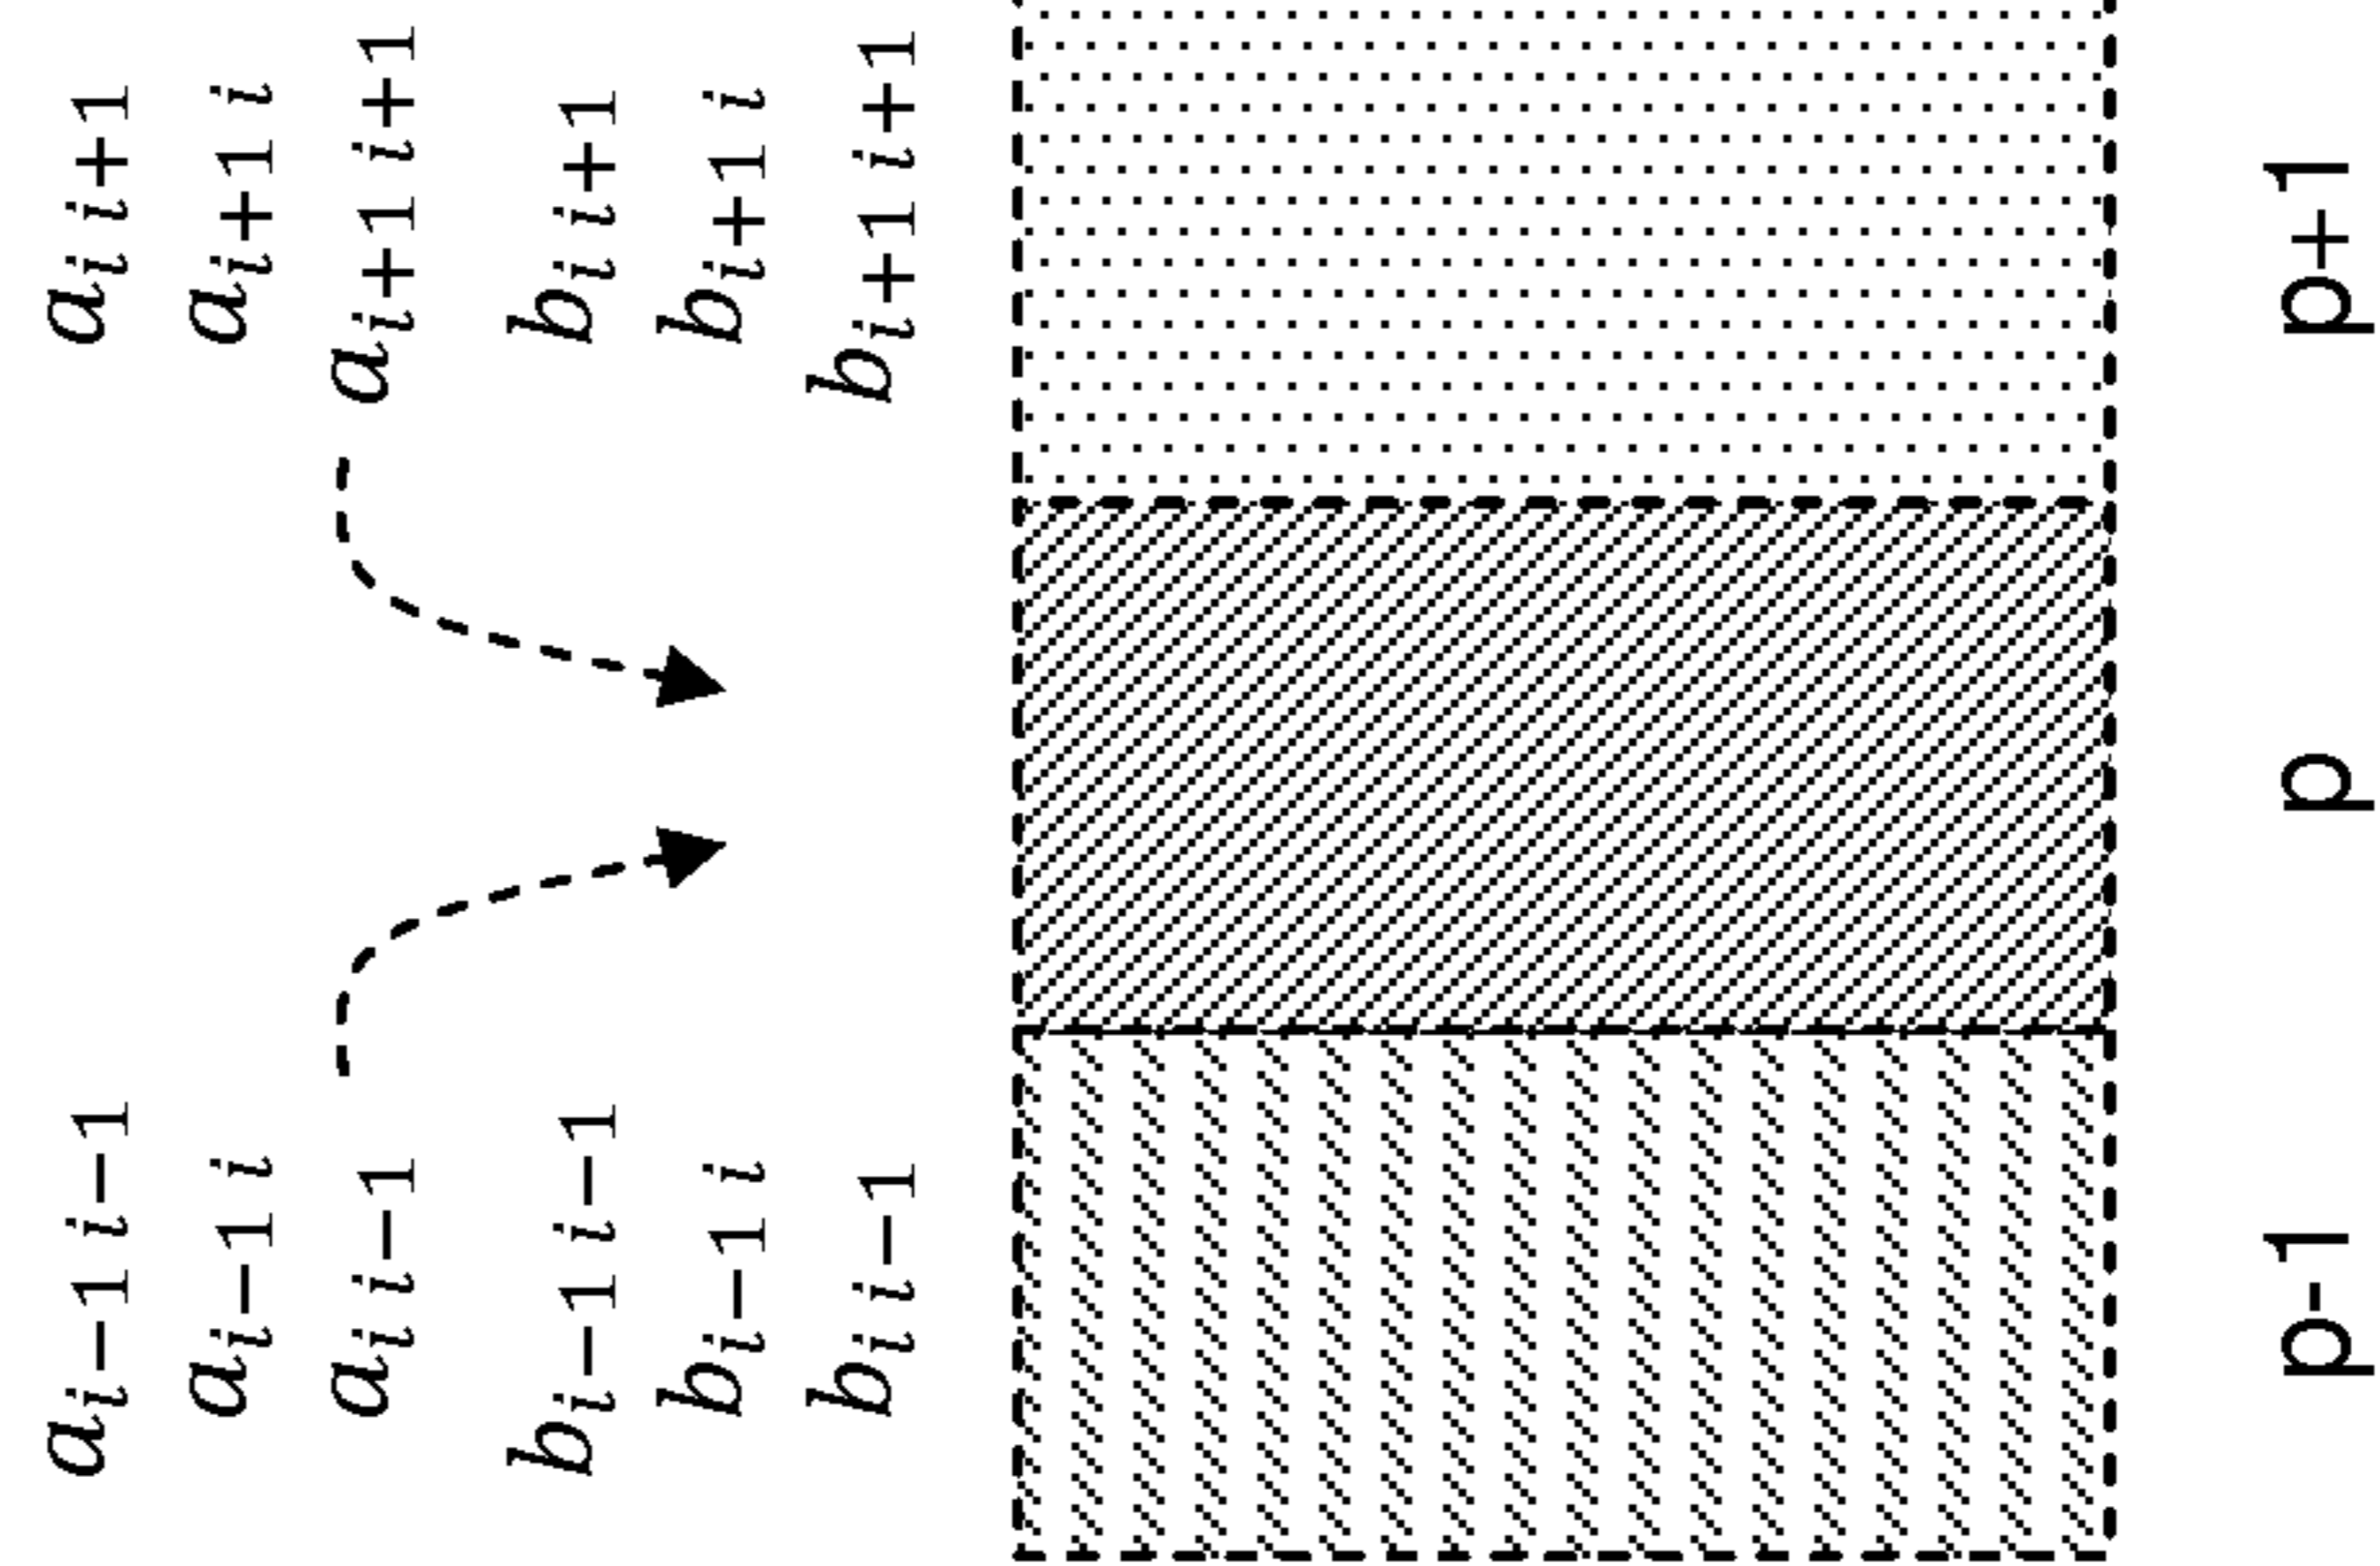 a_{i−1 i−1}
a_{i−1 i}
a_{i i−1}
b_{i−1 i−1}
b_{i−1 i}
b_{i i−1}
a_{i i+1}
a_{i+1 i}
a_{i+1 i+1}
b_{i i+1}
b_{i+1 i}
b_{i+1 i+1}
p-1
p
p+1